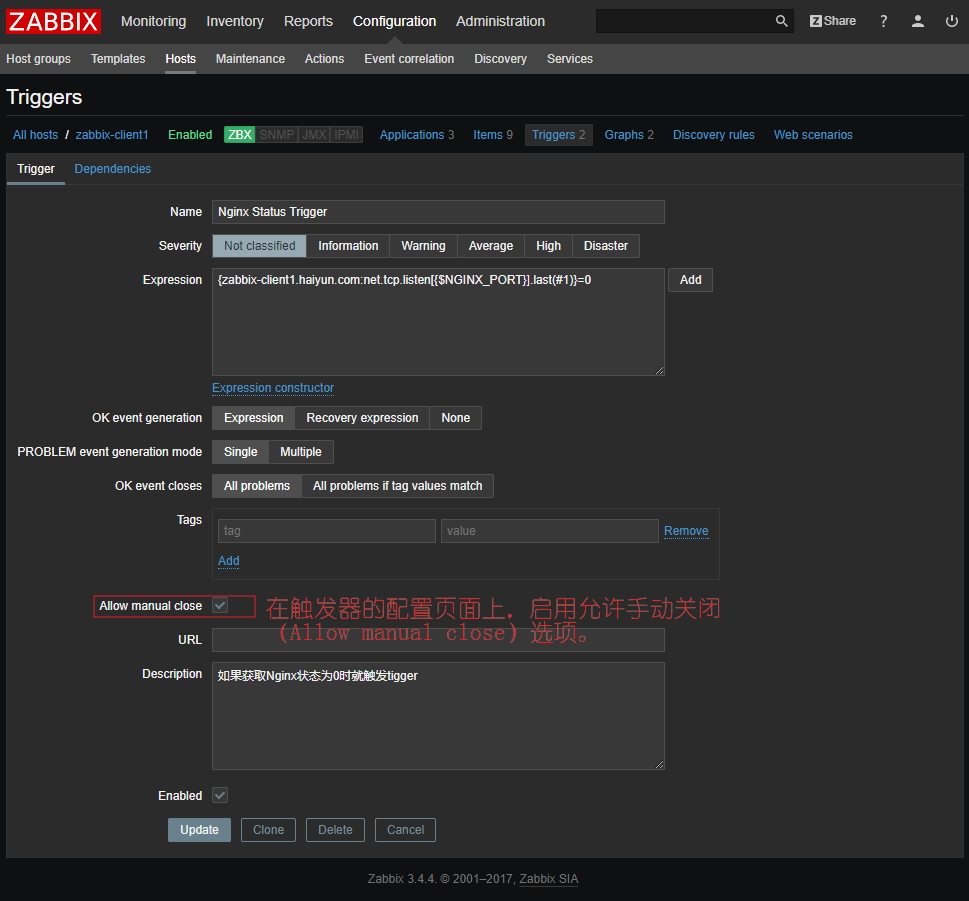 ZABBIX Monitoring Inventory Reports Configuration Administration Z Share ?
Host groups Templates Hosts Maintenance Actions Event correlation Discovery Services
Triggers
All hosts / zabbix-client1 Enabled ZBX SNMP JMX IPMI Applications 3 Items 9 Triggers 2 Graphs 2 Discovery rules Web scenarios
Trigger Dependencies
Name Nginx Status Trigger
Severity Not classified Information Warning Average High Disaster
Expression {zabbix-client1.haiyun.com:net.tcp.listen[{$NGINX_PORT}].last(#1)}=0 Add
Expression constructor
OK event generation Expression Recovery expression None
PROBLEM event generation mode Single Multiple
OK event closes All problems All problems if tag values match
Tags tag value Remove
Add
Allow manual close 在触发器的配置页面上，启用允许手动关闭
（Allow manual close）选项。
URL
Description 如果获取Nginx状态为0时就触发tigger
Enabled
Update Clone Delete Cancel
Zabbix 3.4.4. © 2001–2017, Zabbix SIA